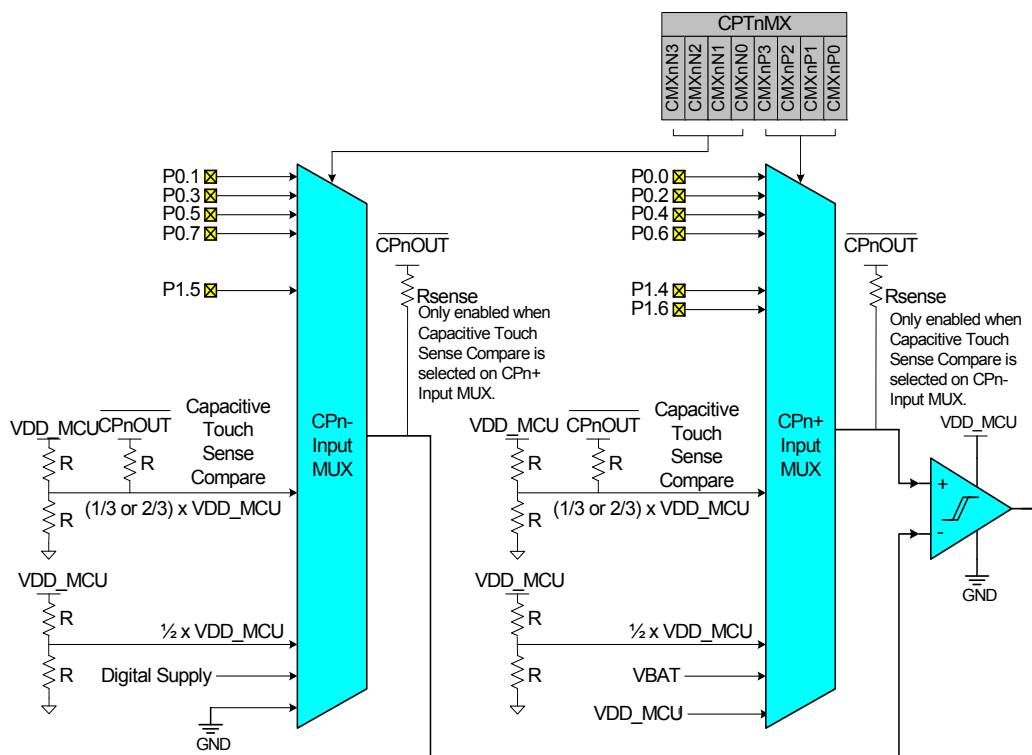 CPTnMX
CMXnN3
CMXnN2
CMXnN1
CMXnN0
CMXnP3
CMXnP2
CMXnP1
CMXnP0
P0.1
P0.3
P0.5
P0.7
P1.5
CPnOUT
Rsense
Only enabled when
Capacitive Touch
Sense Compare is
selected on CPn+
Input MUX.
VDD_MCU
CPnOUT
R
R
R
Capacitive
Touch
Sense
Compare
(1/3 or 2/3) x VDD_MCU
VDD_MCU
R
½ x VDD_MCU
R
Digital Supply
GND
CPn-
Input
MUX
P0.0
P0.2
P0.4
P0.6
P1.4
P1.6
CPnOUT
Rsense
Only enabled when
Capacitive Touch
Sense Compare is
selected on CPn-
Input MUX.
VDD_MCU
CPnOUT
R
R
R
Capacitive
Touch
Sense
Compare
(1/3 or 2/3) x VDD_MCU
VDD_MCU
R
½ x VDD_MCU
R
VBAT
VDD_MCU
CPn+
Input
MUX
VDD_MCU
+
-
GND